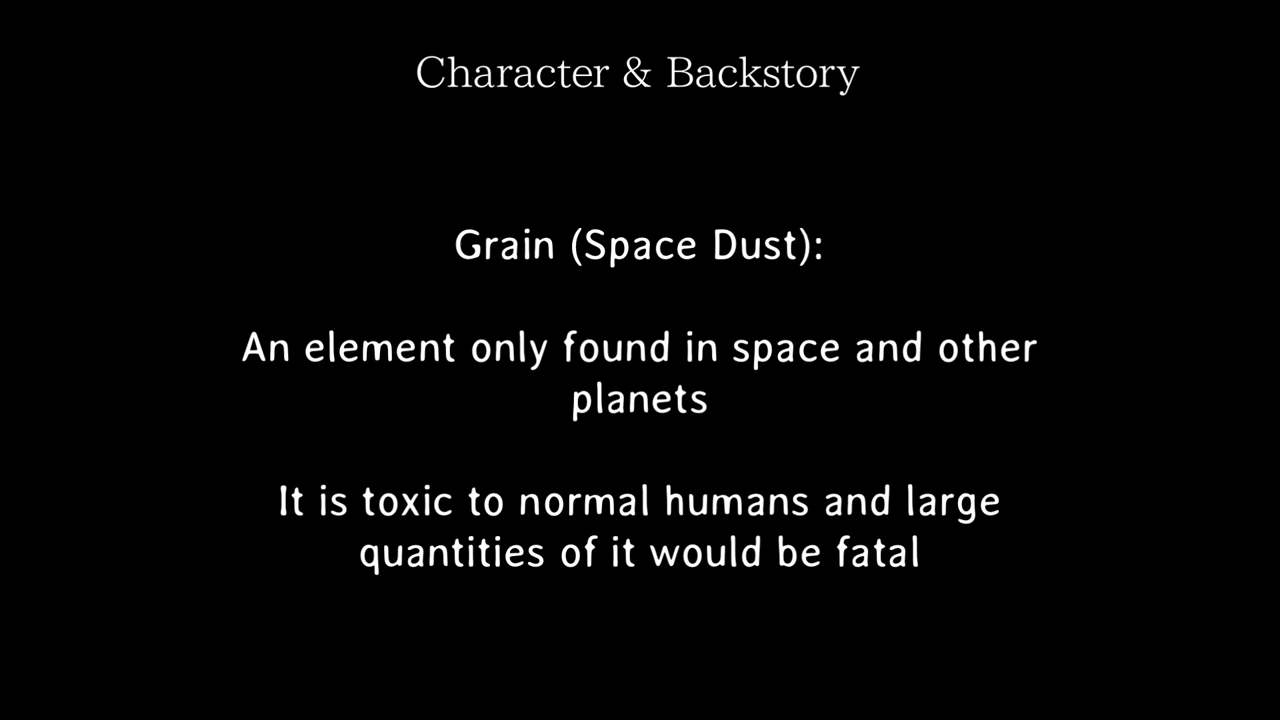 Character & Backstory
Grain (Space Dust):
An element only found in space and other
planets
It is toxic to normal humans and large
quantities of it would be fatal